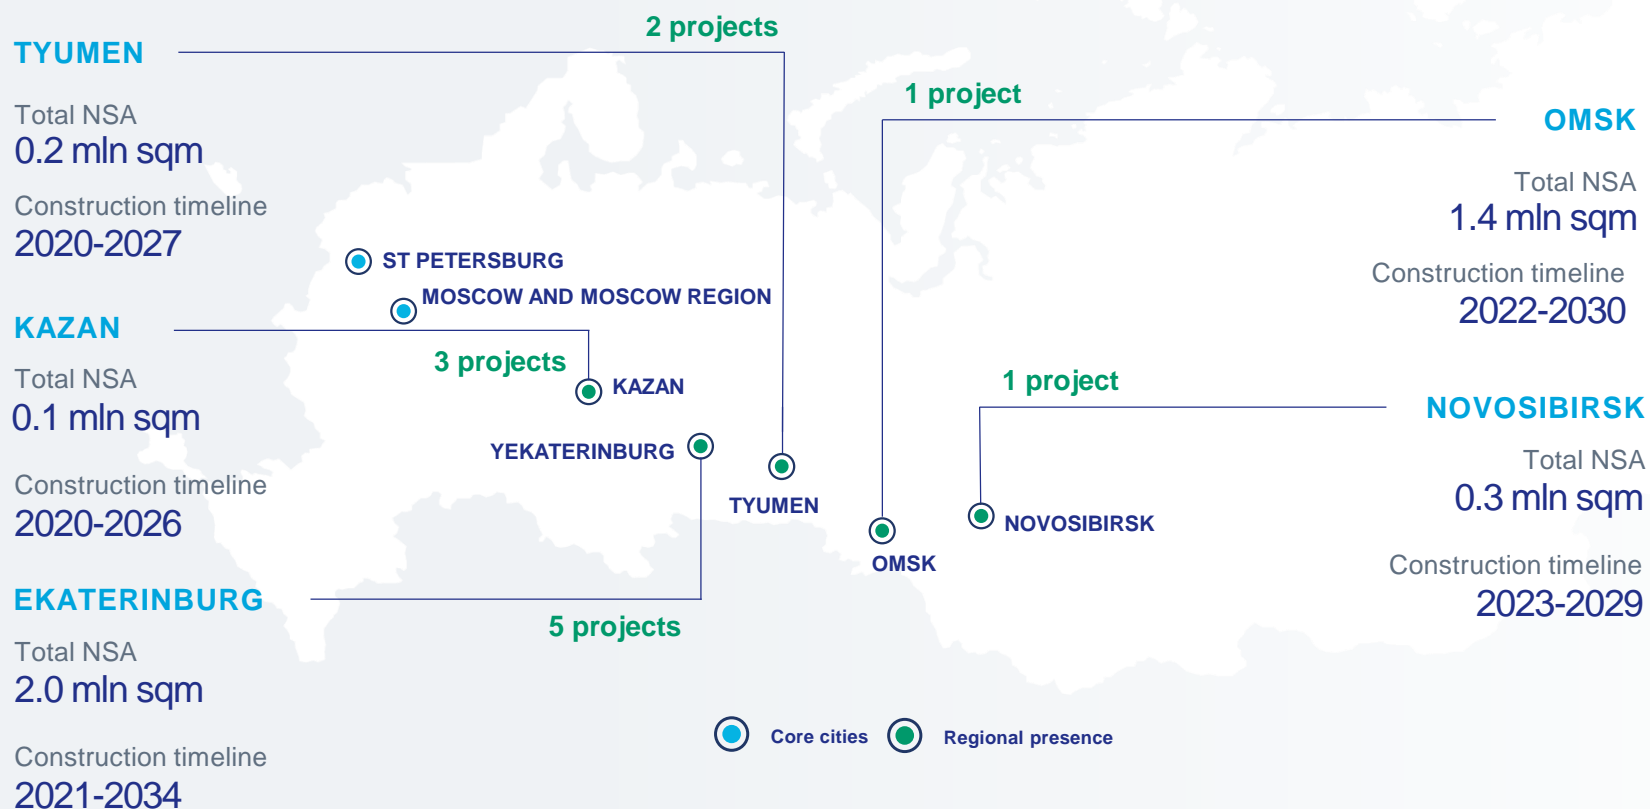 2 projects
TYUMEN
Total NSA
0.2 mln sqm
Construction timeline
2020-2027
1 project
OMSK
Total NSA
1.4 mln sqm
Construction timeline
2022-2030
ST PETERSBURG
MOSCOW AND MOSCOW REGION
KAZAN
Total NSA
0.1 mln sqm
Construction timeline
2020-2026
3 projects
KAZAN
YEKATERINBURG
TYUMEN
OMSK
NOVOSIBIRSK
1 project
NOVOSIBIRSK
Total NSA
0.3 mln sqm
Construction timeline
2023-2029
EKATERINBURG
Total NSA
2.0 mln sqm
Construction timeline
2021-2034
5 projects
Core cities
Regional presence